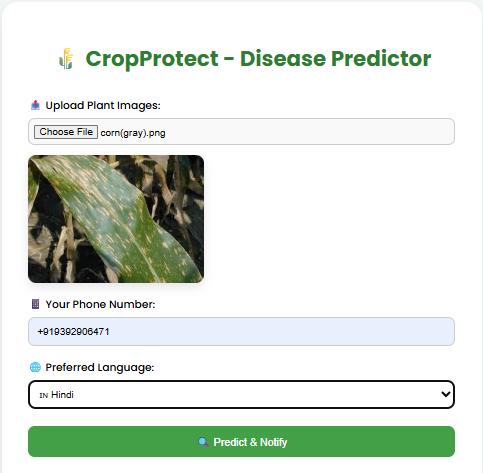 CropProtect - Disease Predictor
Upload Plant Images:
Choose File corn(gray).png
Your Phone Number:
+919392906471
Preferred Language:
IN Hindi
Predict & Notify